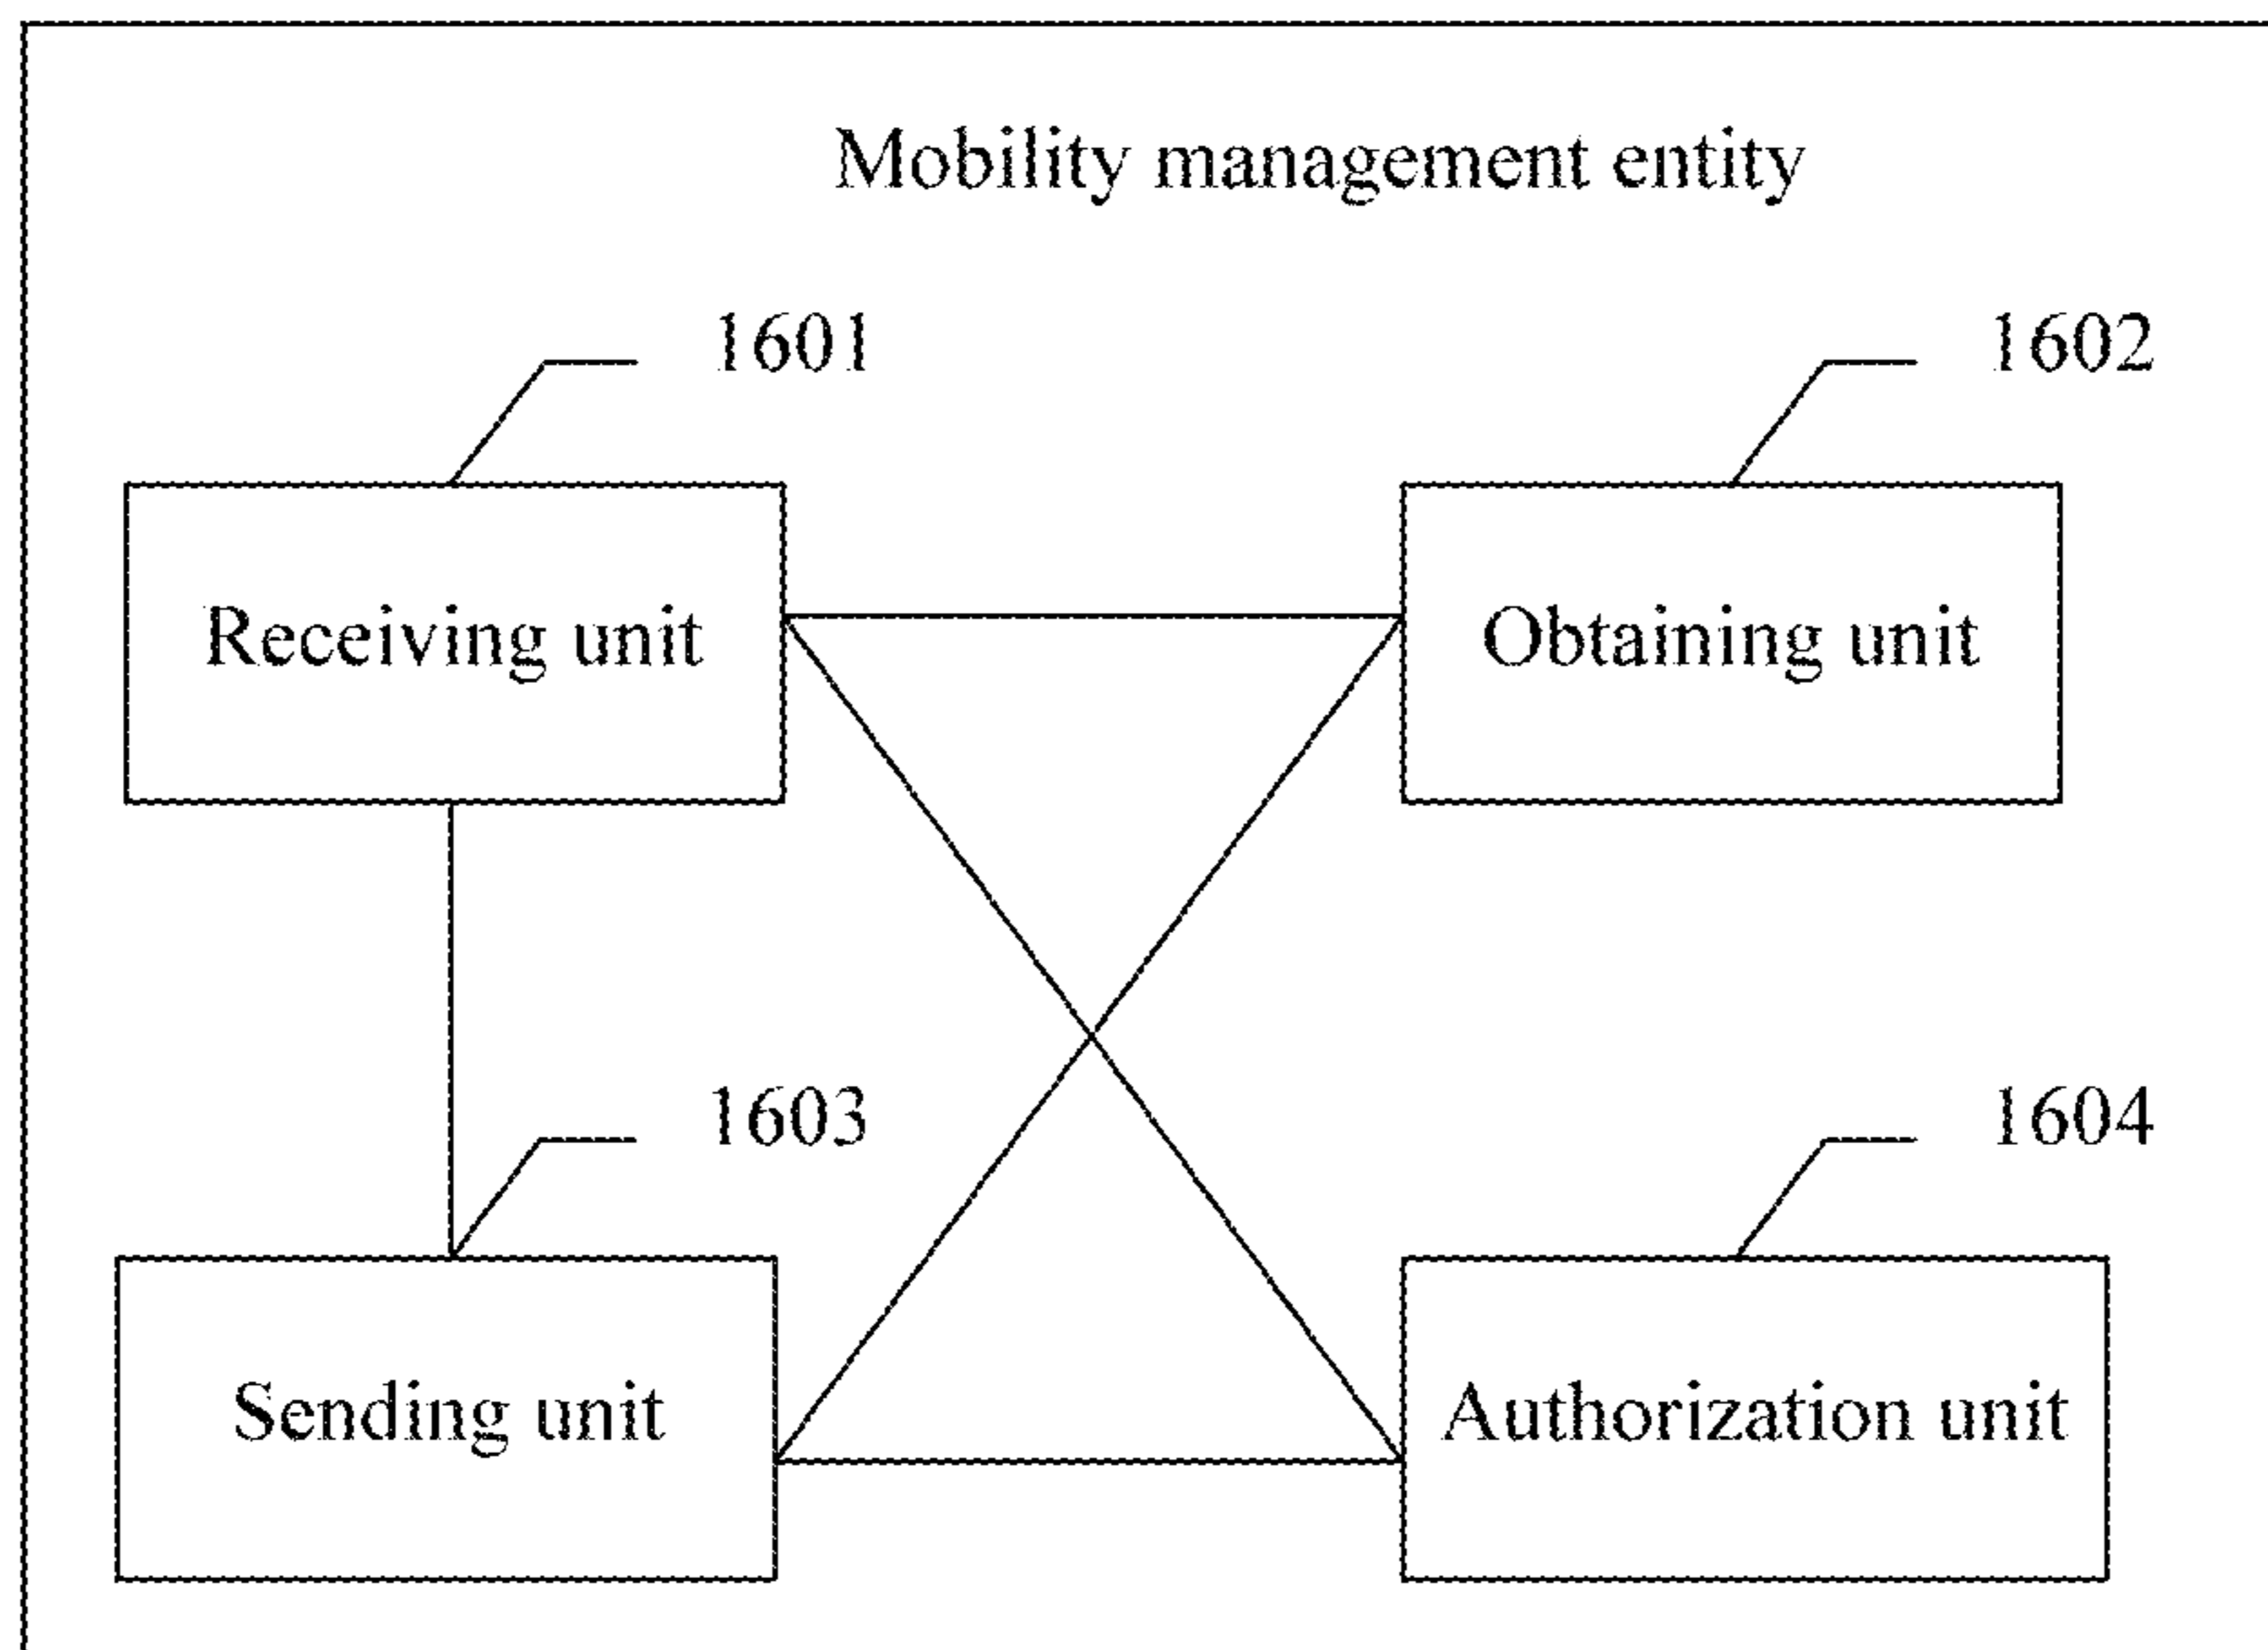 Mobility management entity
1601
1602
Receiving unit
Obtaining unit
1603
1604
Sending unit
Authorization unit